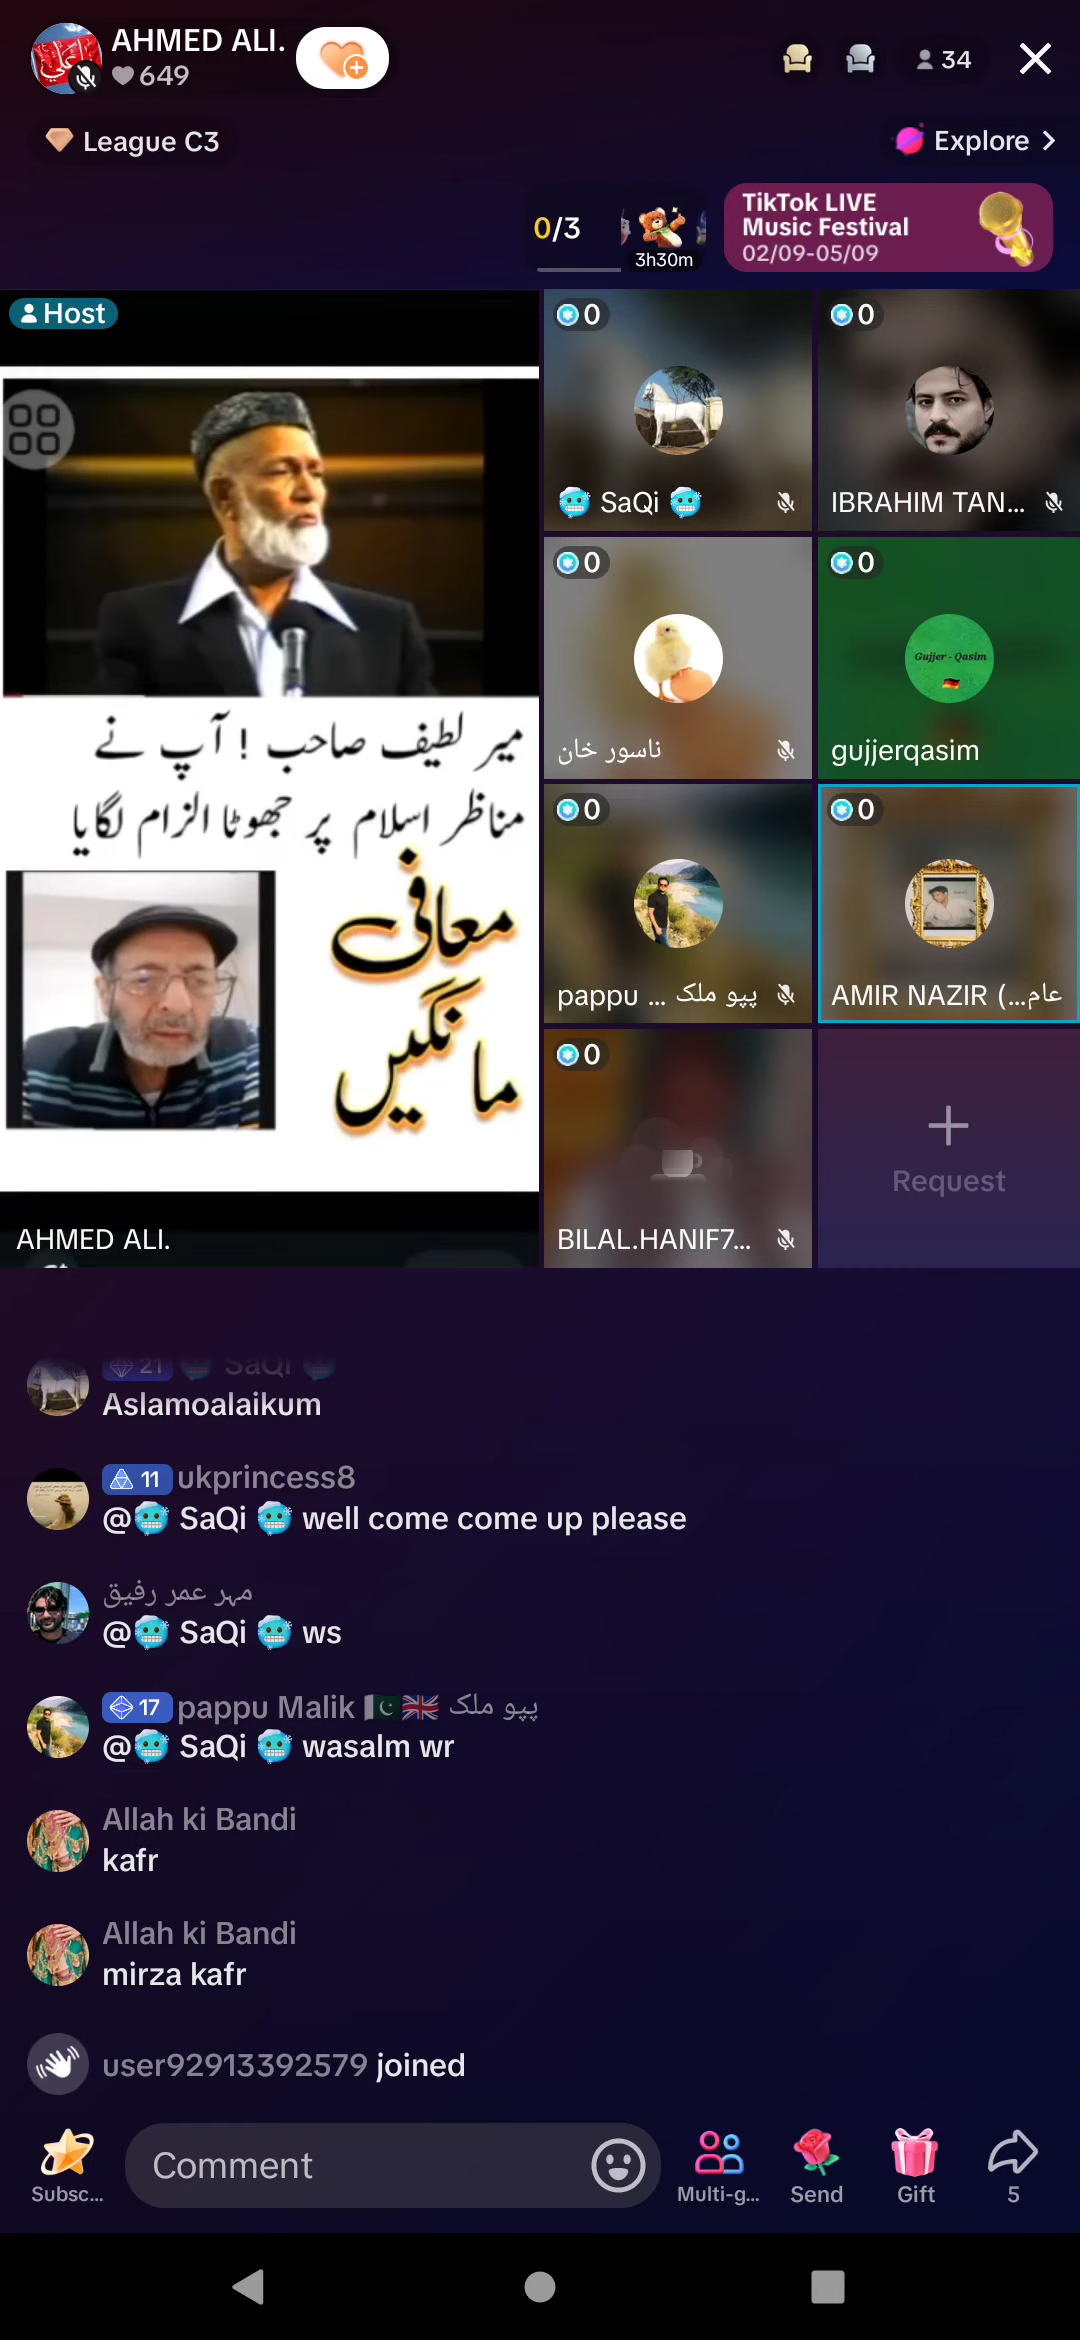 AHMED ALI.
649
34
League C3
Explore
0/3
3h30m
TikTok LIVE
Music Festival
02/09-05/09
Host
میر لطیف صاحب ! آپ نے
مناظر اسلام پر جھوٹا الزام لگایا
معافی
مانگیں
AHMED ALI.
0
🥶 SaQi 🥶
0
IBRAHIM TAN...
0
ناسور خان
0
Gujjer - Qasim
gujjerqasim
0
pappu ... پپو ملک
0
AMIR NAZIR (...عام
0
BILAL.HANIF7...
Request
21 🥶 SaQi 🥶
Aslamoalaikum
11 ukprincess8
@🥶 SaQi 🥶 well come come up please
مہر عمر رفیق
@🥶 SaQi 🥶 ws
17 pappu Malik 🇵🇰🇬🇧 پپو ملک
@🥶 SaQi 🥶 wasalm wr
Allah ki Bandi
kafr
Allah ki Bandi
mirza kafr
user92913392579 joined
Comment
Subsc...
Multi-g...
Send
Gift
5